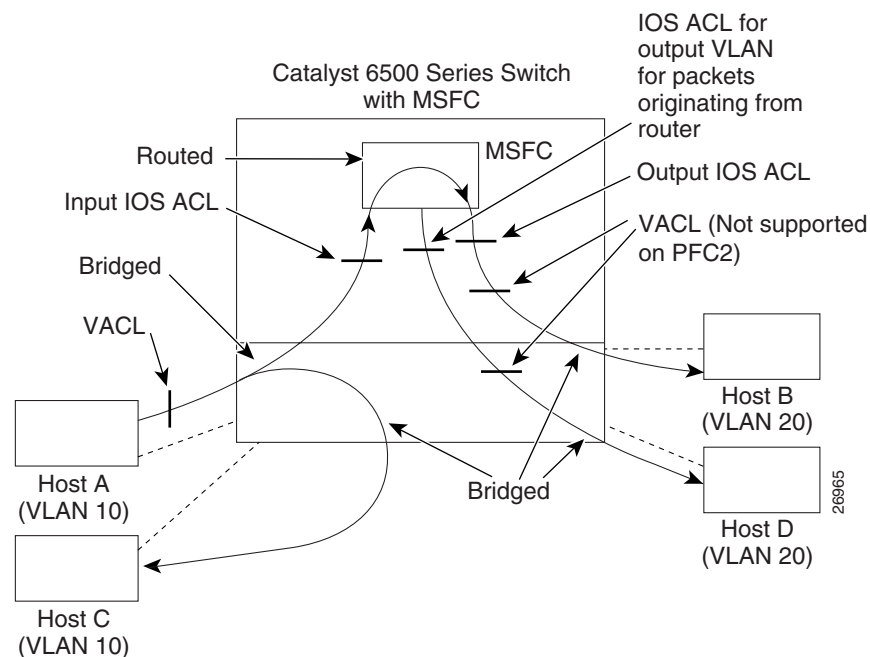 IOS ACL for
output VLAN
for packets
originating from
router
Catalyst 6500 Series Switch
with MSFC
Routed
MSFC
Output IOS ACL
Input IOS ACL
VACL (Not supported
on PFC2)
Bridged
VACL
Host B
(VLAN 20)
Host A
(VLAN 10)
Bridged
26965
Host D
(VLAN 20)
Host C
(VLAN 10)